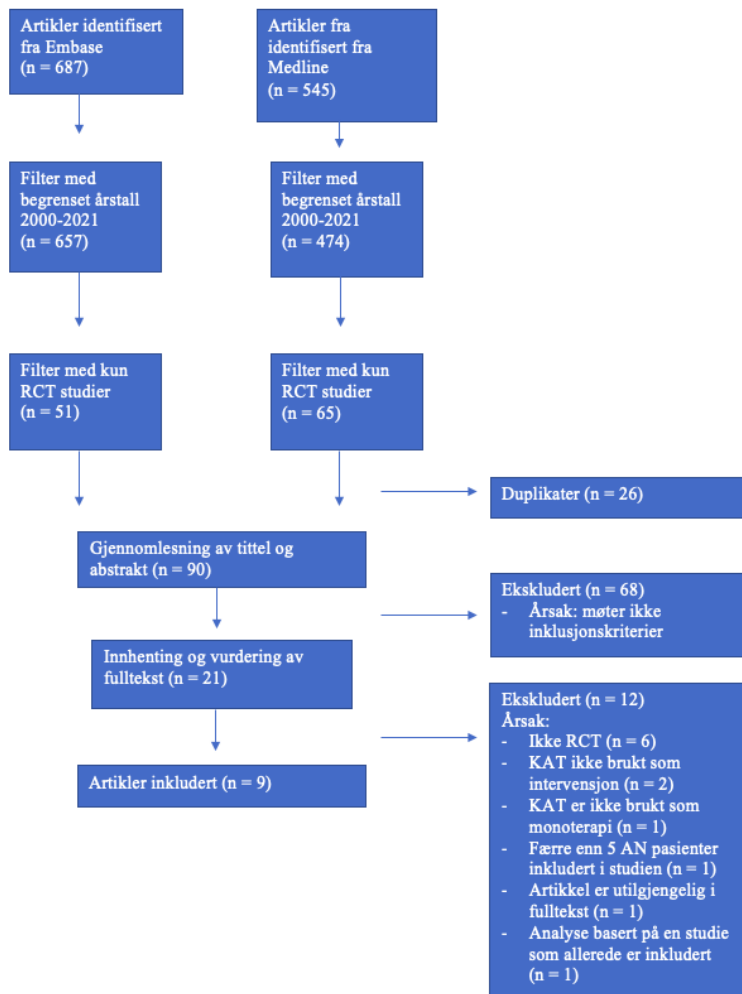 Artikler identifisert
fra Embase
(n = 687)
Artikler fra
identifisert fra
Medline
(n = 545)
Filter med
begrenset årstall
2000-2021
(n = 657)
Filter med
begrenset årstall
2000-2021
(n = 474)
Filter med kun
RCT studier
(n = 51)
Filter med kun
RCT studier
(n = 65)
Duplikater (n = 26)
Gjennomlesning av tittel og
abstrakt (n = 90)
Ekskludert (n = 68)
- Årsak: møter ikke
inklusjonskriterier
Innhenting og vurdering av
fulltekst (n = 21)
Ekskludert (n = 12)
Årsak:
- Ikke RCT (n = 6)
- KAT ikke brukt som
intervensjon (n = 2)
- KAT er ikke brukt som
monoterapi (n = 1)
- Færre enn 5 AN pasienter
inkludert i studien (n = 1)
- Artikkel er utilgjengelig i
fulltekst (n = 1)
- Analyse basert på en studie
som allerede er inkludert
(n = 1)
Artikler inkludert (n = 9)